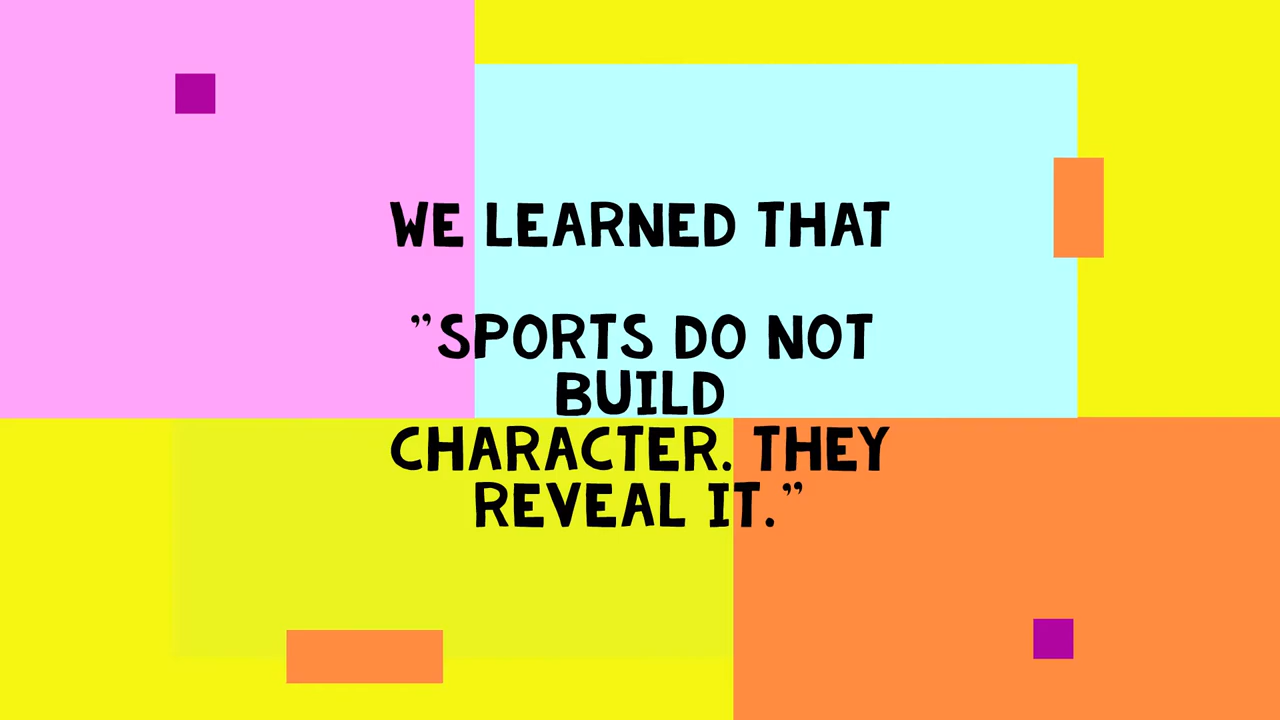 WE LEARNED THAT
”SPORTS DO NOT
BUILD
CHARACTER. THEY
REVEAL IT.”